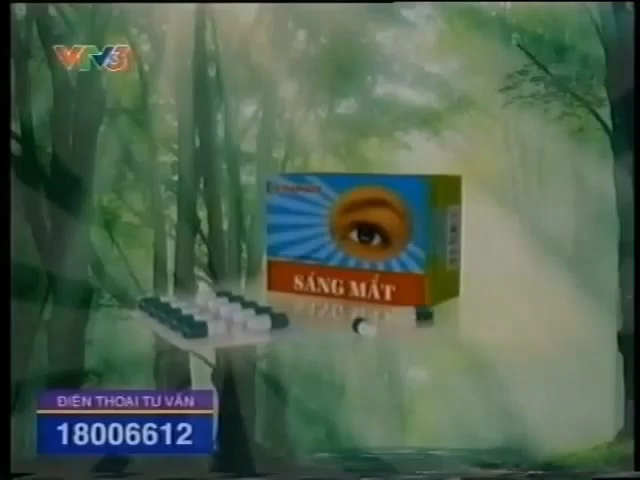 VTV3
SÁNG MẮT
ĐIỆN THOẠI TƯ VẤN
18006612